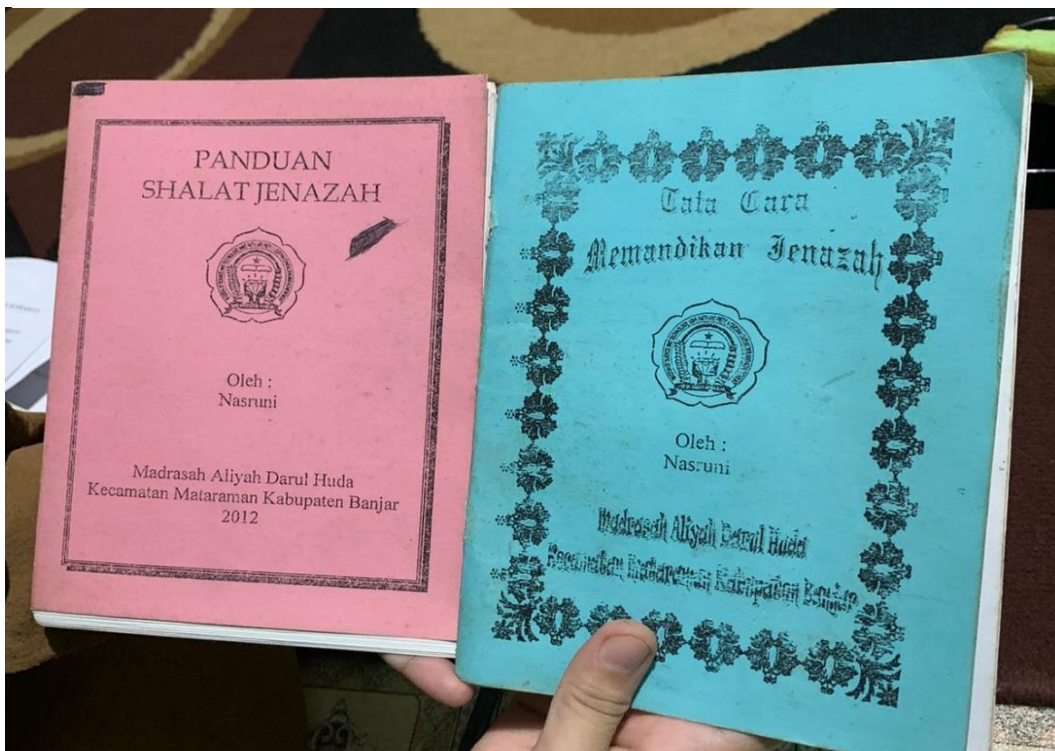 PANDUAN
SHALAT JENAZAH
Oleh :
Nasruni
Madrasah Aliyah Darul Huda
Kecamatan Mataraman Kabupaten Banjar
2012
Tata Cara
Memandikan Jenazah
Oleh :
Nasruni
Madrasah Aliyah Darul Huda
Kecamatan Mataraman Kabupaten Banjar